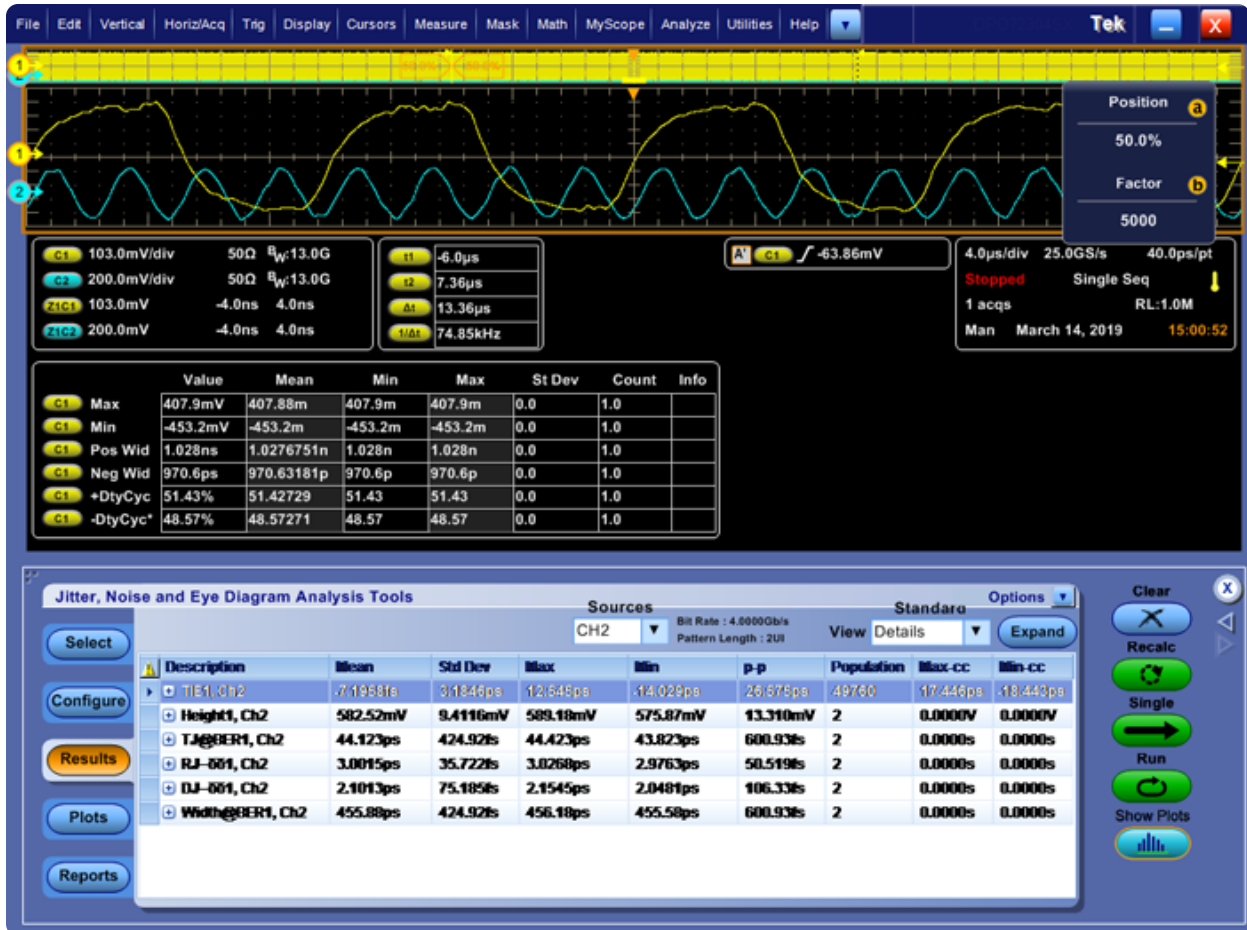 File Edit Vertical Horiz/Acq Trig Display Cursors Measure Mask Math MyScope Analyze Utilities Help Tek X
1
50.0% 50.0%
Position a
50.0%
Factor b
5000
1
2
C1 103.0mV/div 50Ω BW:13.0G
C2 200.0mV/div 50Ω BW:13.0G
Z1C1 103.0mV -4.0ns 4.0ns
Z1C2 200.0mV -4.0ns 4.0ns
t1 -6.0µs
t2 7.36µs
Δt 13.36µs
1/Δt 74.85kHz
A' C1 -63.86mV
4.0µs/div 25.0GS/s 40.0ps/pt
Stopped Single Seq
1 acqs RL:1.0M
Man March 14, 2019 15:00:52
Value Mean Min Max St Dev Count Info
C1 Max 407.9mV 407.88m 407.9m 407.9m 0.0 1.0
C1 Min -453.2mV -453.2m -453.2m -453.2m 0.0 1.0
C1 Pos Wid 1.028ns 1.0276751n 1.028n 1.028n 0.0 1.0
C1 Neg Wid 970.6ps 970.63181p 970.6p 970.6p 0.0 1.0
C1 +DtyCyc 51.43% 51.42729 51.43 51.43 0.0 1.0
C1 -DtyCyc* 48.57% 48.57271 48.57 48.57 0.0 1.0
Jitter, Noise and Eye Diagram Analysis Tools
Options
Sources
CH2
Bit Rate : 4.0000Gb/s
Pattern Length : 2UI
Standard
View Details
Expand
Select
Configure
Results
Plots
Reports
Description Mean Std Dev Max Min p-p Population Max-cc Min-cc
TIE1, Ch2 -7.1968fs 3.1846ps 12.546ps -14.029ps 26.575ps 49760 17.446ps -18.443ps
Height1, Ch2 582.52mV 9.4116mV 589.18mV 575.87mV 13.310mV 2 0.0000V 0.0000V
TJ@BER1, Ch2 44.123ps 424.92fs 44.423ps 43.823ps 600.93fs 2 0.0000s 0.0000s
RJ-δδ1, Ch2 3.0015ps 35.722fs 3.0268ps 2.9763ps 50.519fs 2 0.0000s 0.0000s
DJ-δδ1, Ch2 2.1013ps 75.185fs 2.1545ps 2.0481ps 106.33fs 2 0.0000s 0.0000s
Width@BER1, Ch2 455.88ps 424.92fs 456.18ps 455.58ps 600.93fs 2 0.0000s 0.0000s
Clear
X
Recalc
Single
Run
Show Plots